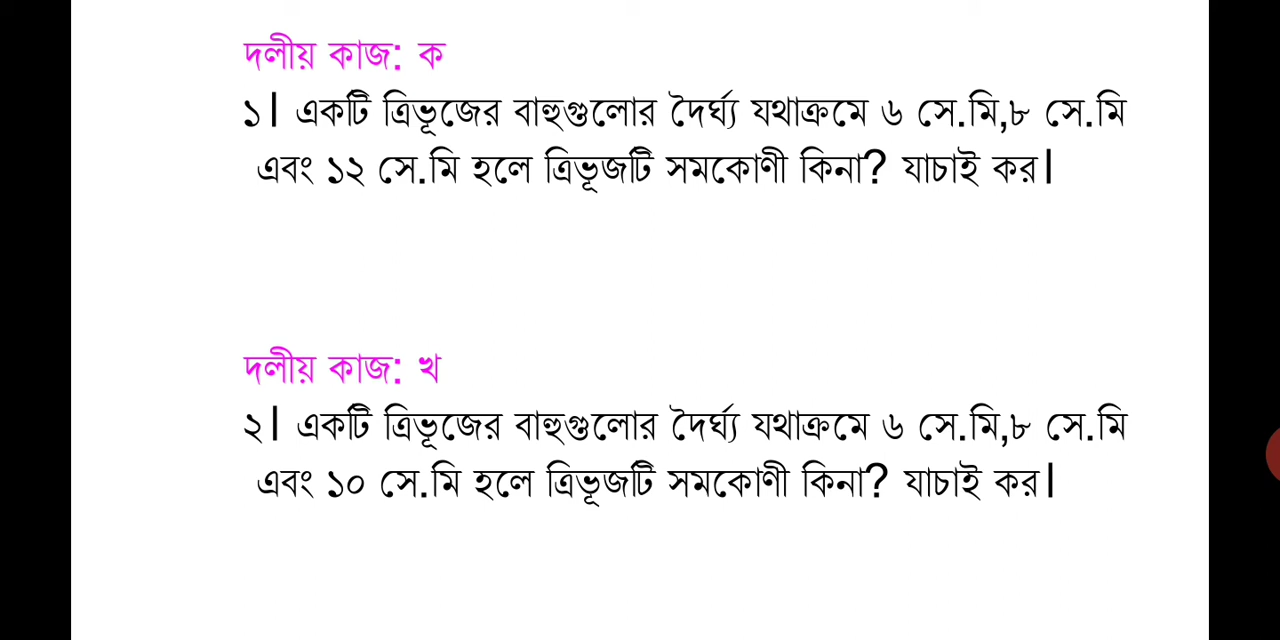 দলীয় কাজ: ক
১। একটি ত্রিভূজের বাহুগুলোর দৈর্ঘ্য যথাক্রমে ৬ সে.মি,৮ সে.মি
এবং ১২ সে.মি হলে ত্রিভূজটি সমকোণী কিনা? যাচাই কর।
দলীয় কাজ: খ
২। একটি ত্রিভূজের বাহুগুলোর দৈর্ঘ্য যথাক্রমে ৬ সে.মি,৮ সে.মি
এবং ১০ সে.মি হলে ত্রিভূজটি সমকোণী কিনা? যাচাই কর।